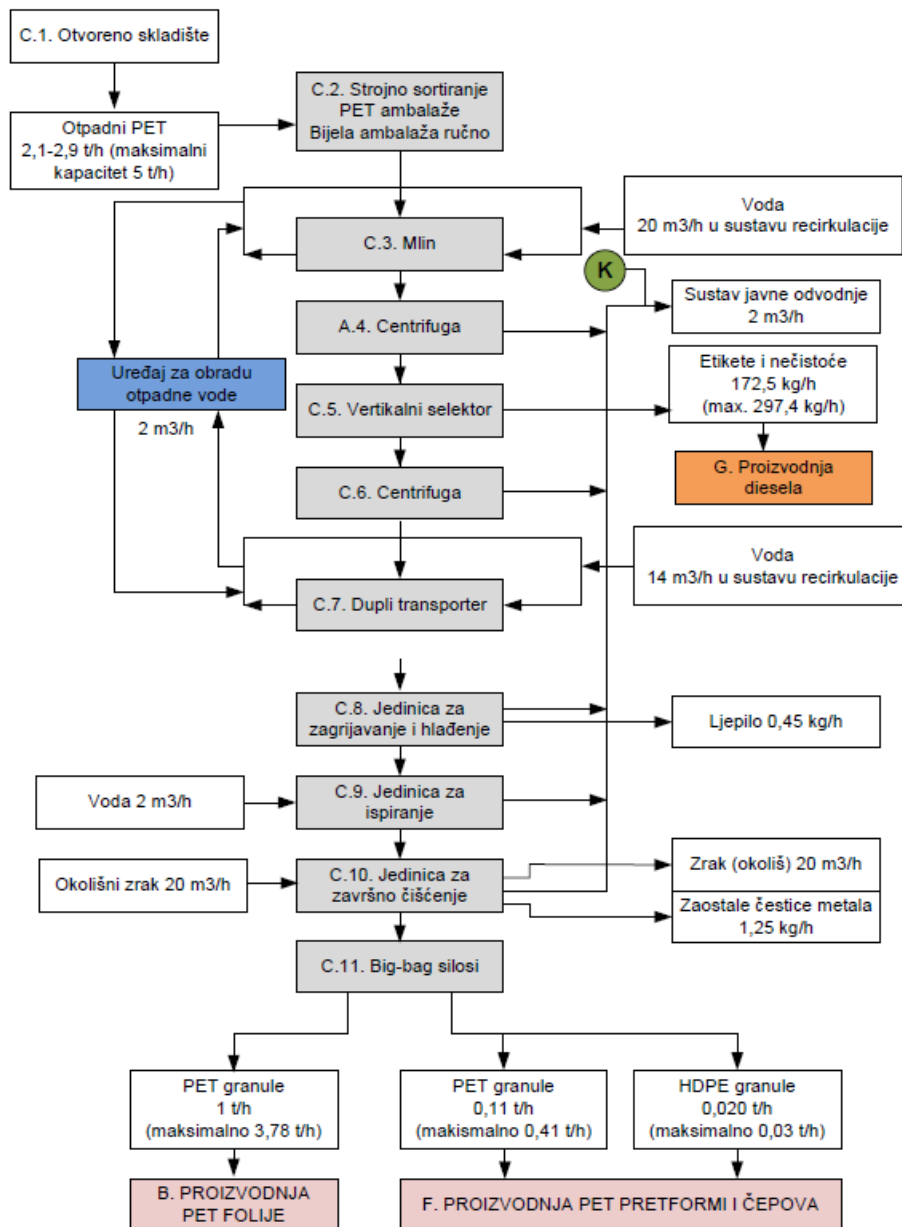 C.1. Otvoreno skladište
C.2. Strojno sortiranje
PET ambalaže
Bijela ambalaža ručno
Otpadni PET
2,1-2,9 t/h (maksimalni
kapacitet 5 t/h)
Voda
20 m3/h u sustavu recirkulacije
C.3. Mlin
K
Sustav javne odvodnje
2 m3/h
A.4. Centrifuga
Uređaj za obradu
otpadne vode
2 m3/h
Etikete i nečistoće
172,5 kg/h
(max. 297,4 kg/h)
C.5. Vertikalni selektor
G. Proizvodnja
diesela
C.6. Centrifuga
Voda
14 m3/h u sustavu recirkulacije
C.7. Dupli transporter
C.8. Jedinica za
zagrijavanje i hlađenje
Ljepilo 0,45 kg/h
Voda 2 m3/h
C.9. Jedinica za
ispiranje
Okolišni zrak 20 m3/h
C.10. Jedinica za
završno čišćenje
Zrak (okoliš) 20 m3/h
Zaostale čestice metala
1,25 kg/h
C.11. Big-bag silosi
PET granule
1 t/h
(maksimalno 3,78 t/h)
PET granule
0,11 t/h
(makismalno 0,41 t/h)
HDPE granule
0,020 t/h
(maksimalno 0,03 t/h)
B. PROIZVODNJA
PET FOLIJE
F. PROIZVODNJA PET PRETFORMI I ČEPOVA